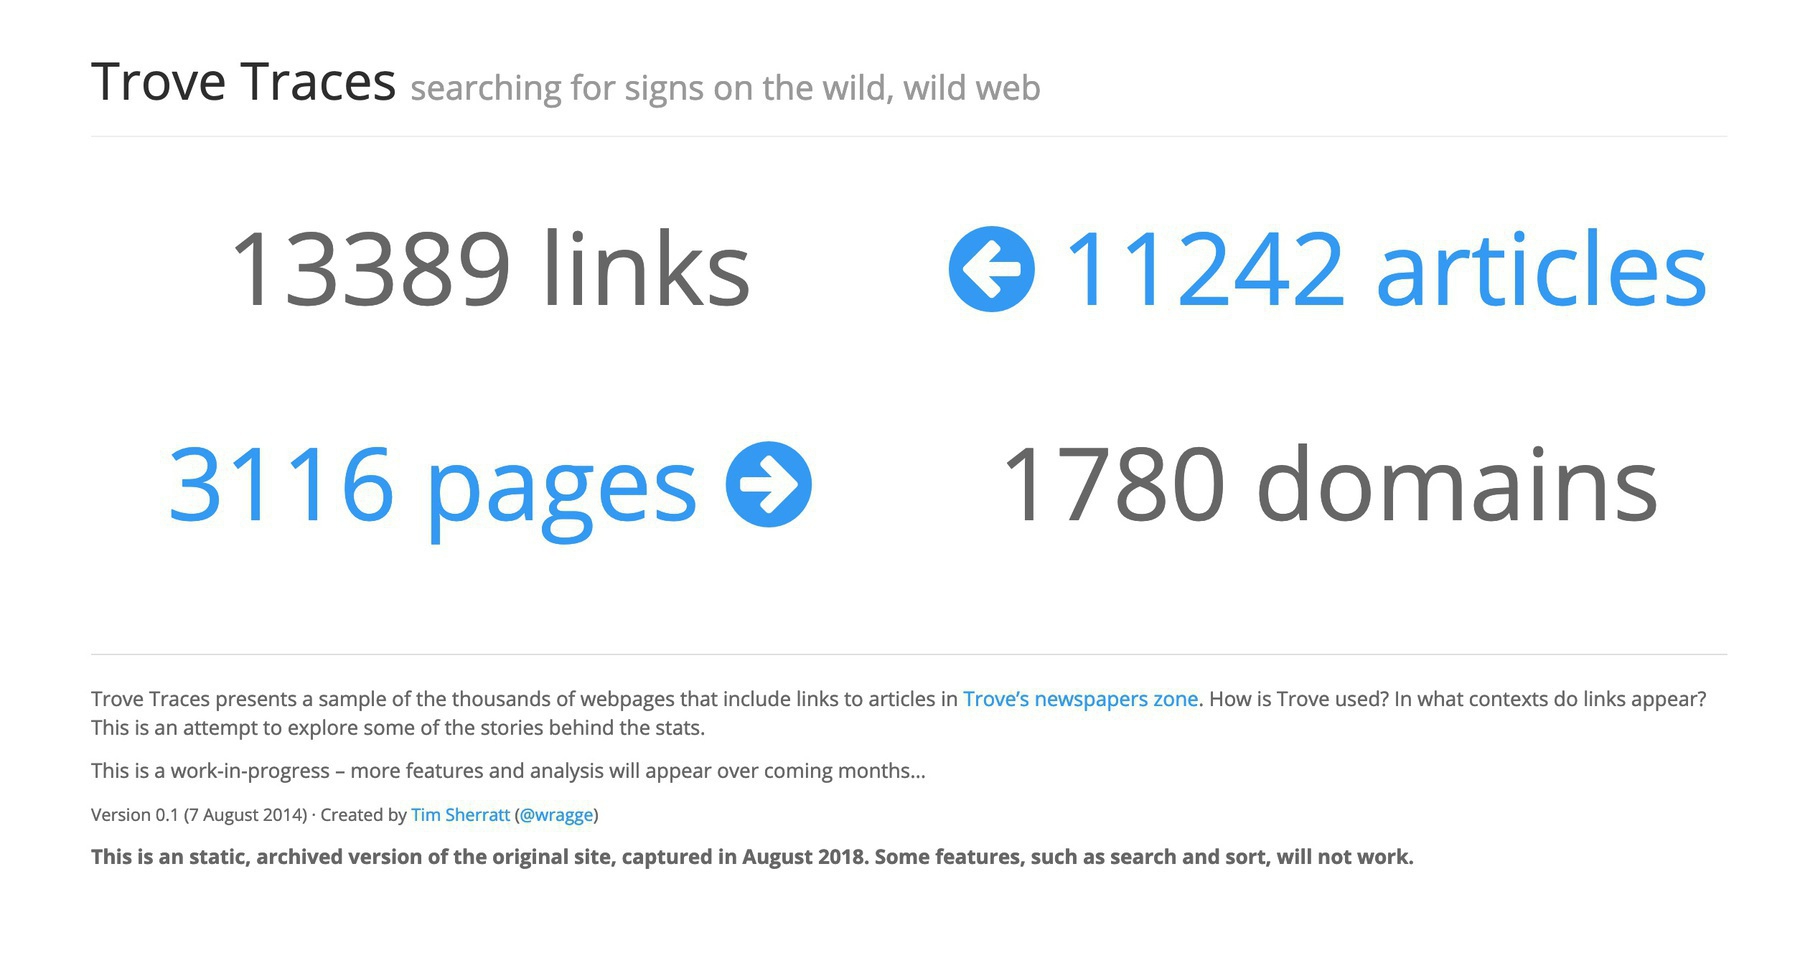 Trove Traces searching for signs on the wild, wild web
13389 links
11242 articles
3116 pages
1780 domains
Trove Traces presents a sample of the thousands of webpages that include links to articles in Trove’s newspapers zone. How is Trove used? In what contexts do links appear?
This is an attempt to explore some of the stories behind the stats.
This is a work-in-progress – more features and analysis will appear over coming months...
Version 0.1 (7 August 2014) · Created by Tim Sherratt (@wragge)
This is an static, archived version of the original site, captured in August 2018. Some features, such as search and sort, will not work.